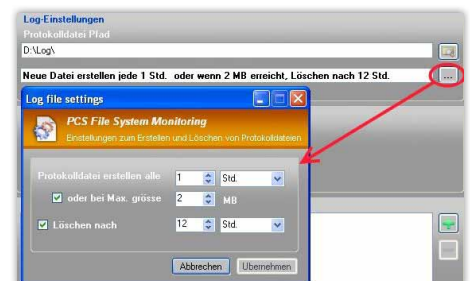 Log-Einstellungen
Protokolldatei Pfad
D:\Log\
Neue Datei erstellen jede 1 Std. oder wenn 2 MB erreicht, Löschen nach 12 Std.
...
Log file settings
PCS File System Monitoring
Einstellungen zum Erstellen und Löschen von Protokolldateien
Protokolldatei erstellen alle 1 Std.
oder bei Max. grösse 2 MB
Löschen nach 12 Std.
Abbrechen Übernehmen